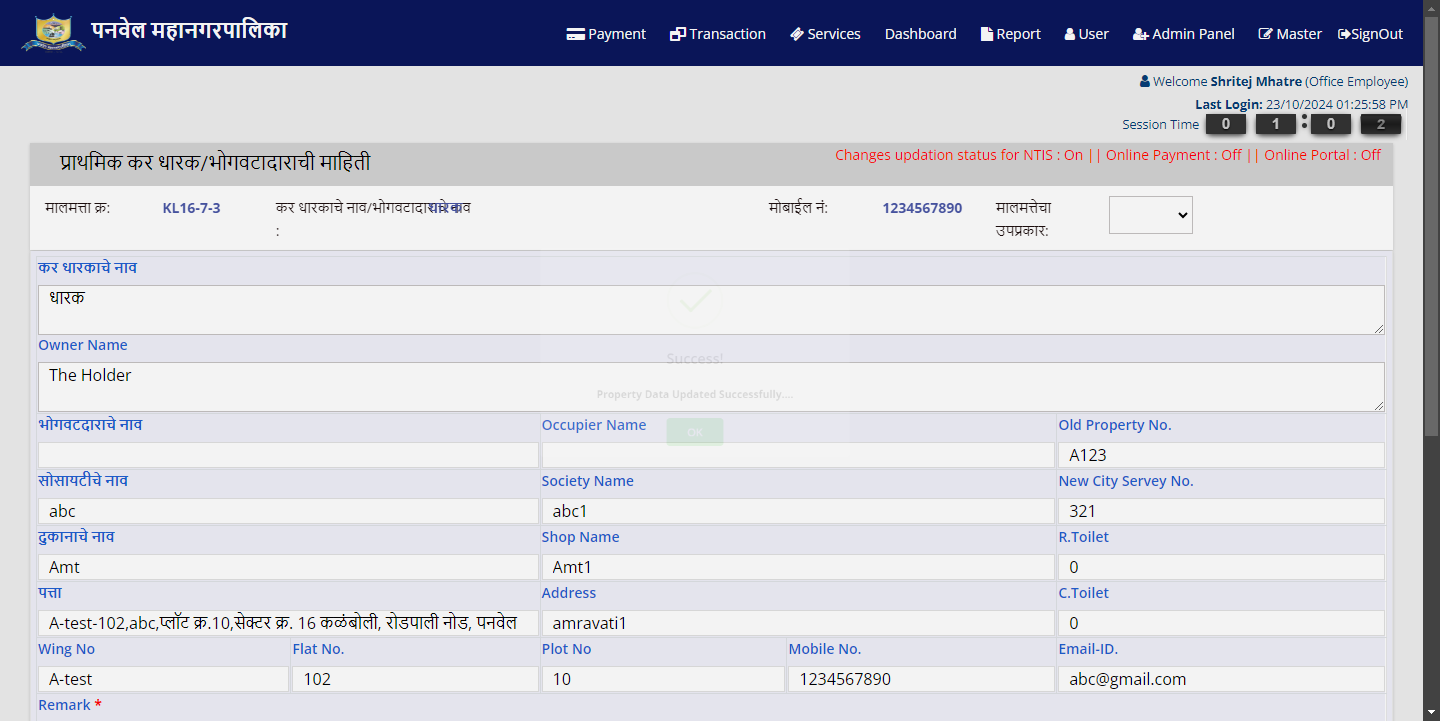 पनवेल महानगरपालिका
Payment Transaction Services Dashboard Report User Admin Panel Master SignOut
Welcome Shritej Mhatre (Office Employee)
Last Login: 23/10/2024 01:25:58 PM
Session Time 0 1 : 0 2
प्राथमिक कर धारक/भोगवटादाराची माहिती
Changes updation status for NTIS : On || Online Payment : Off || Online Portal : Off
मालमत्ता क्र: KL16-7-3 कर धारकाचे नाव/भोगवटादाराचे नाव : धारक मोबाईल नं: 1234567890 मालमत्तेचा
उपप्रकार:
कर धारकाचे नाव
धारक
Owner Name
Success!
The Holder
Property Data Updated Successfully....
भोगवटदाराचे नाव Occupier Name OK Old Property No.
A123
सोसायटीचे नाव Society Name New City Servey No.
abc abc1 321
दुकानाचे नाव Shop Name R.Toilet
Amt Amt1 0
पत्ता Address C.Toilet
A-test-102,abc,प्लॉट क्र.10,सेक्टर क्र. 16 कळंबोली, रोडपाली नोड, पनवेल amravati1 0
Wing No Flat No. Plot No Mobile No. Email-ID.
A-test 102 10 1234567890 abc@gmail.com
Remark *